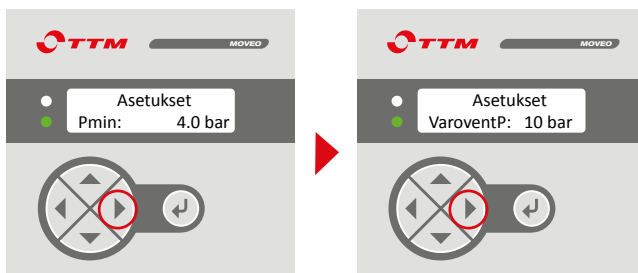 TTM MOVEO
Asetukset
Pmin: 4.0 bar
TTM MOVEO
Asetukset
VaroventP: 10 bar